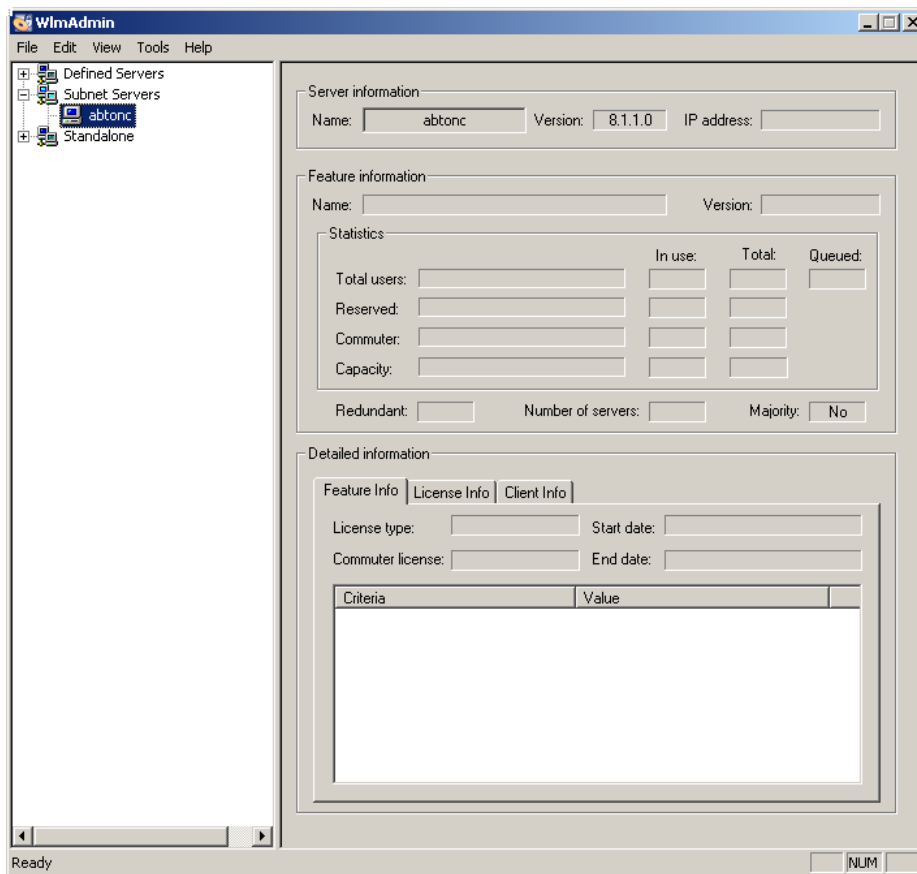 WlmAdmin
File Edit View Tools Help
Defined Servers
Subnet Servers
abtonc
Standalone
Server information
Name: abtonc Version: 8.1.1.0 IP address:
Feature information
Name: Version:
Statistics
In use: Total: Queued:
Total users:
Reserved:
Commuter:
Capacity:
Redundant: Number of servers: Majority: No
Detailed information
Feature Info License Info Client Info
License type: Start date:
Commuter license: End date:
Criteria Value
Ready NUM